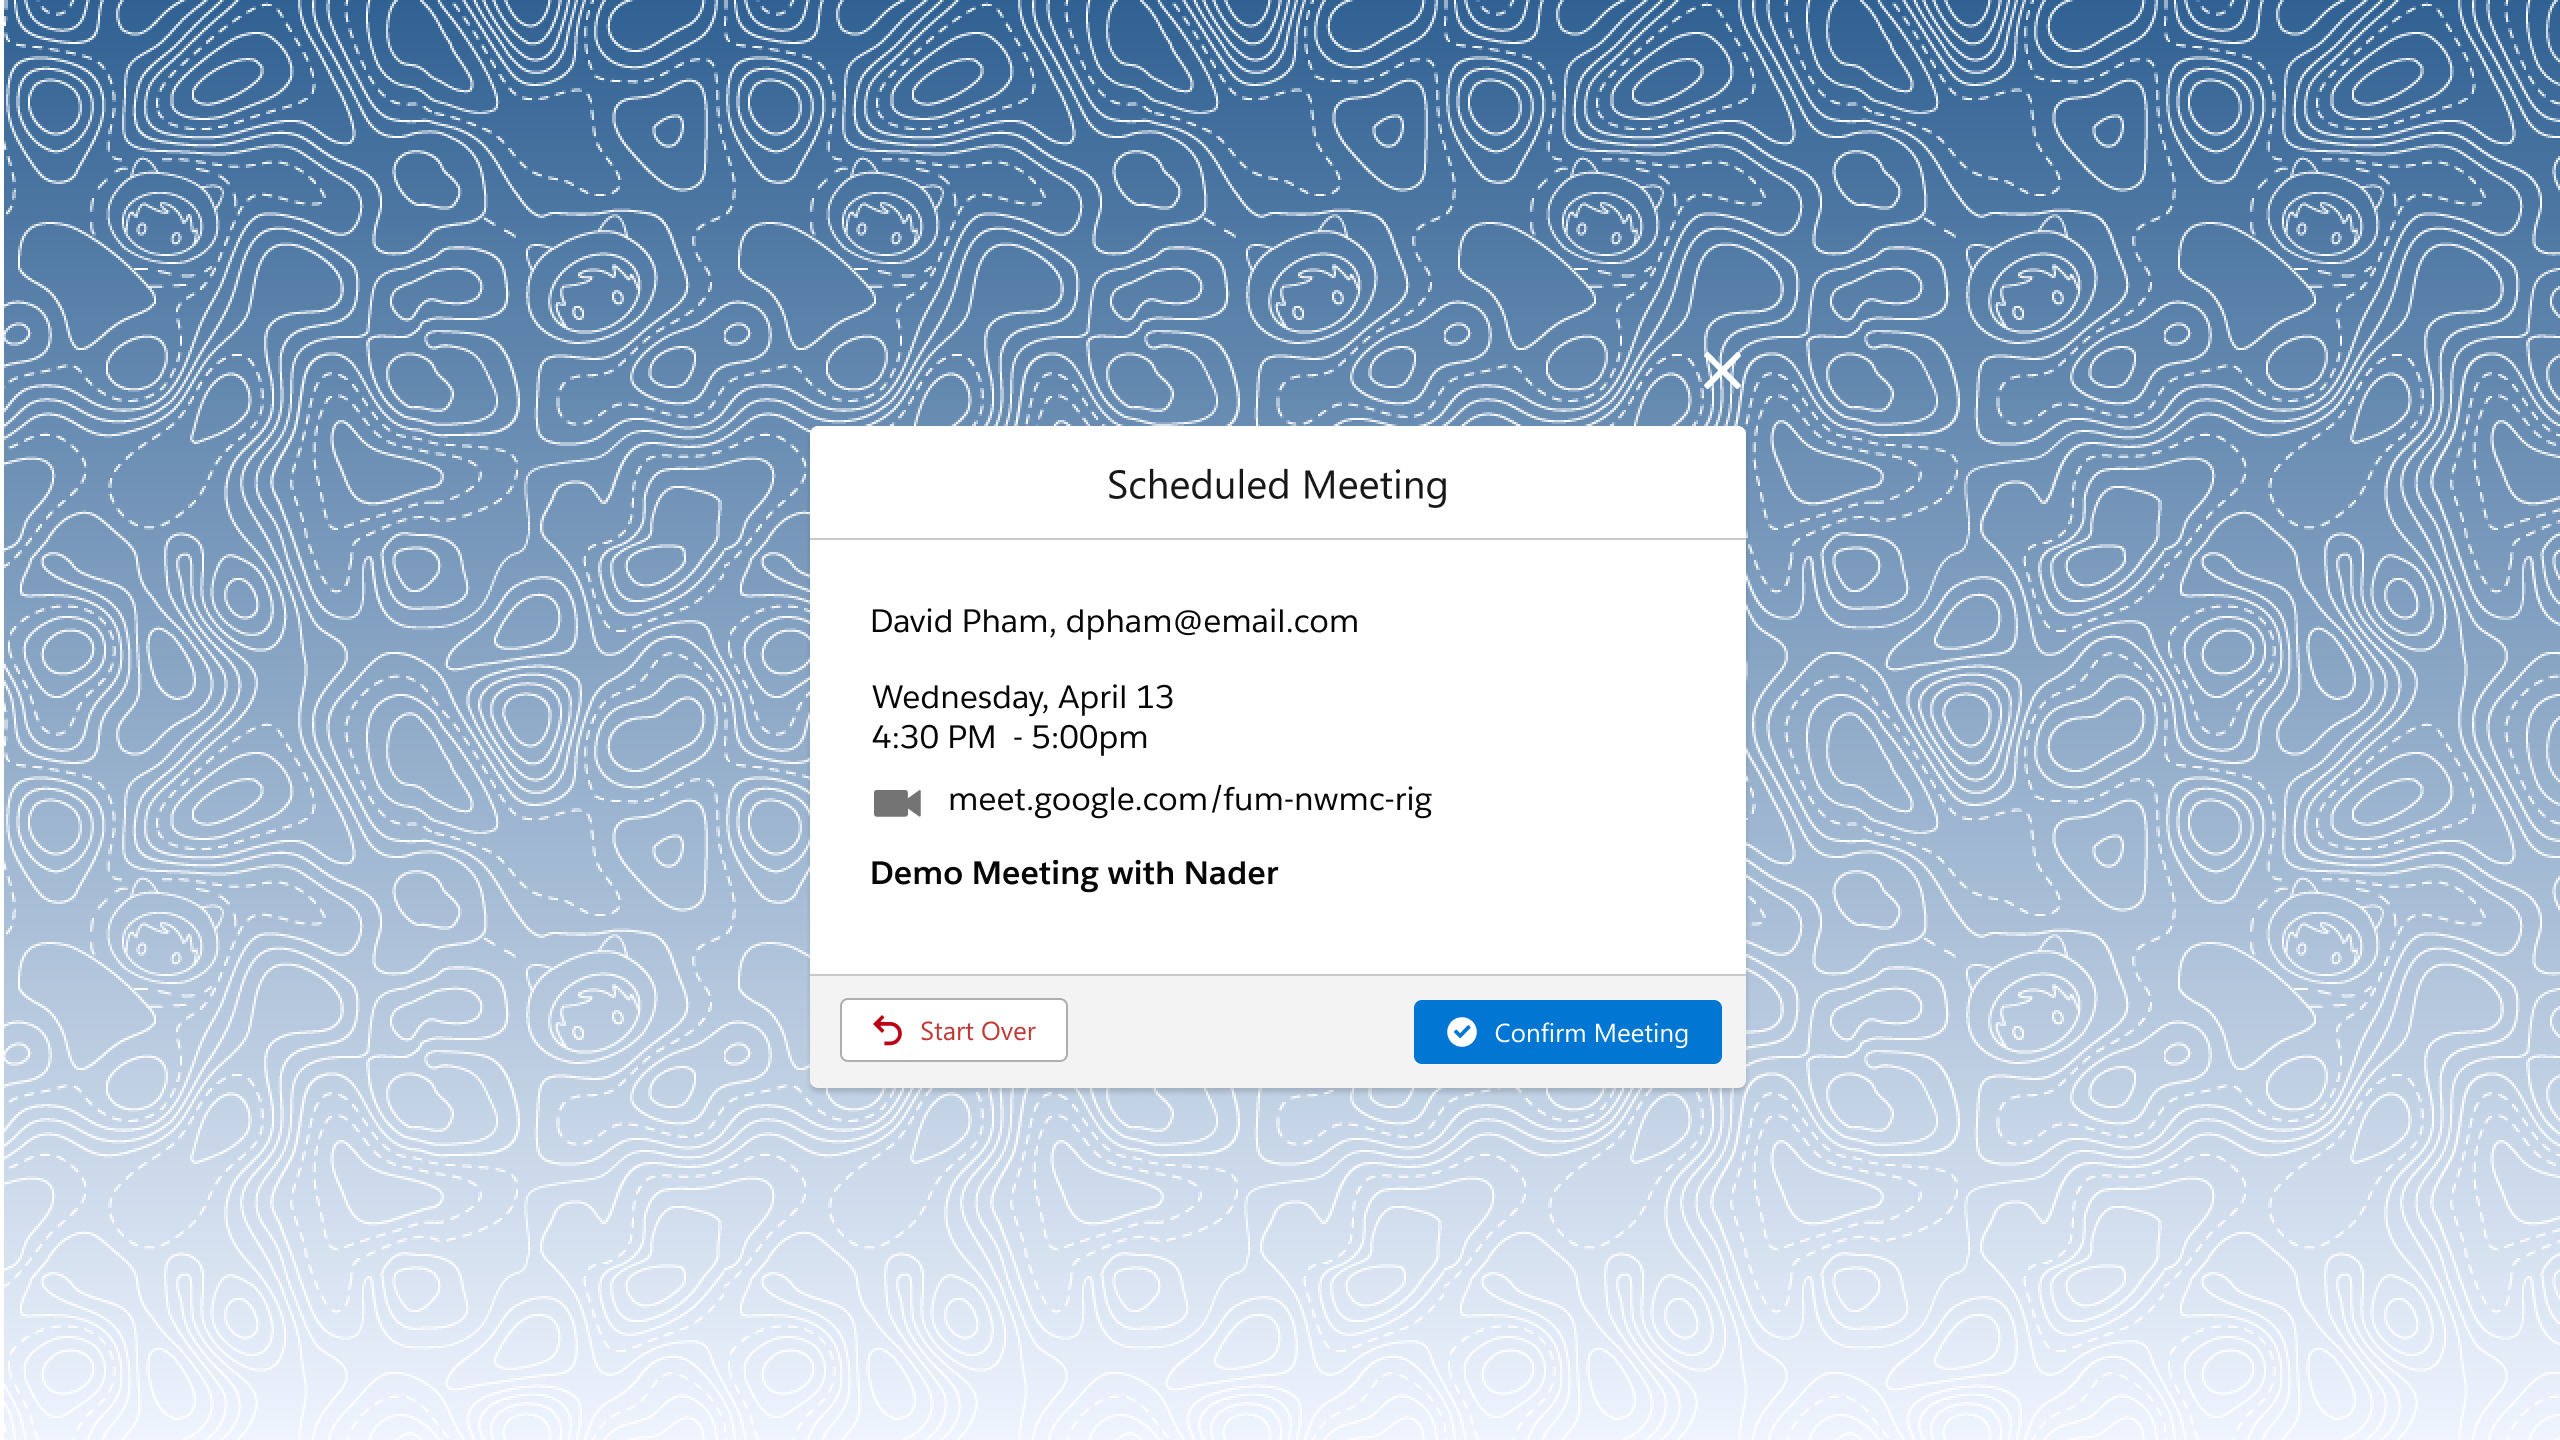 Scheduled Meeting
David Pham, dpham@email.com
Wednesday, April 13
4:30 PM  - 5:00pm
meet.google.com/fum-nwmc-rig
Demo Meeting with Nader
Start Over
Confirm Meeting